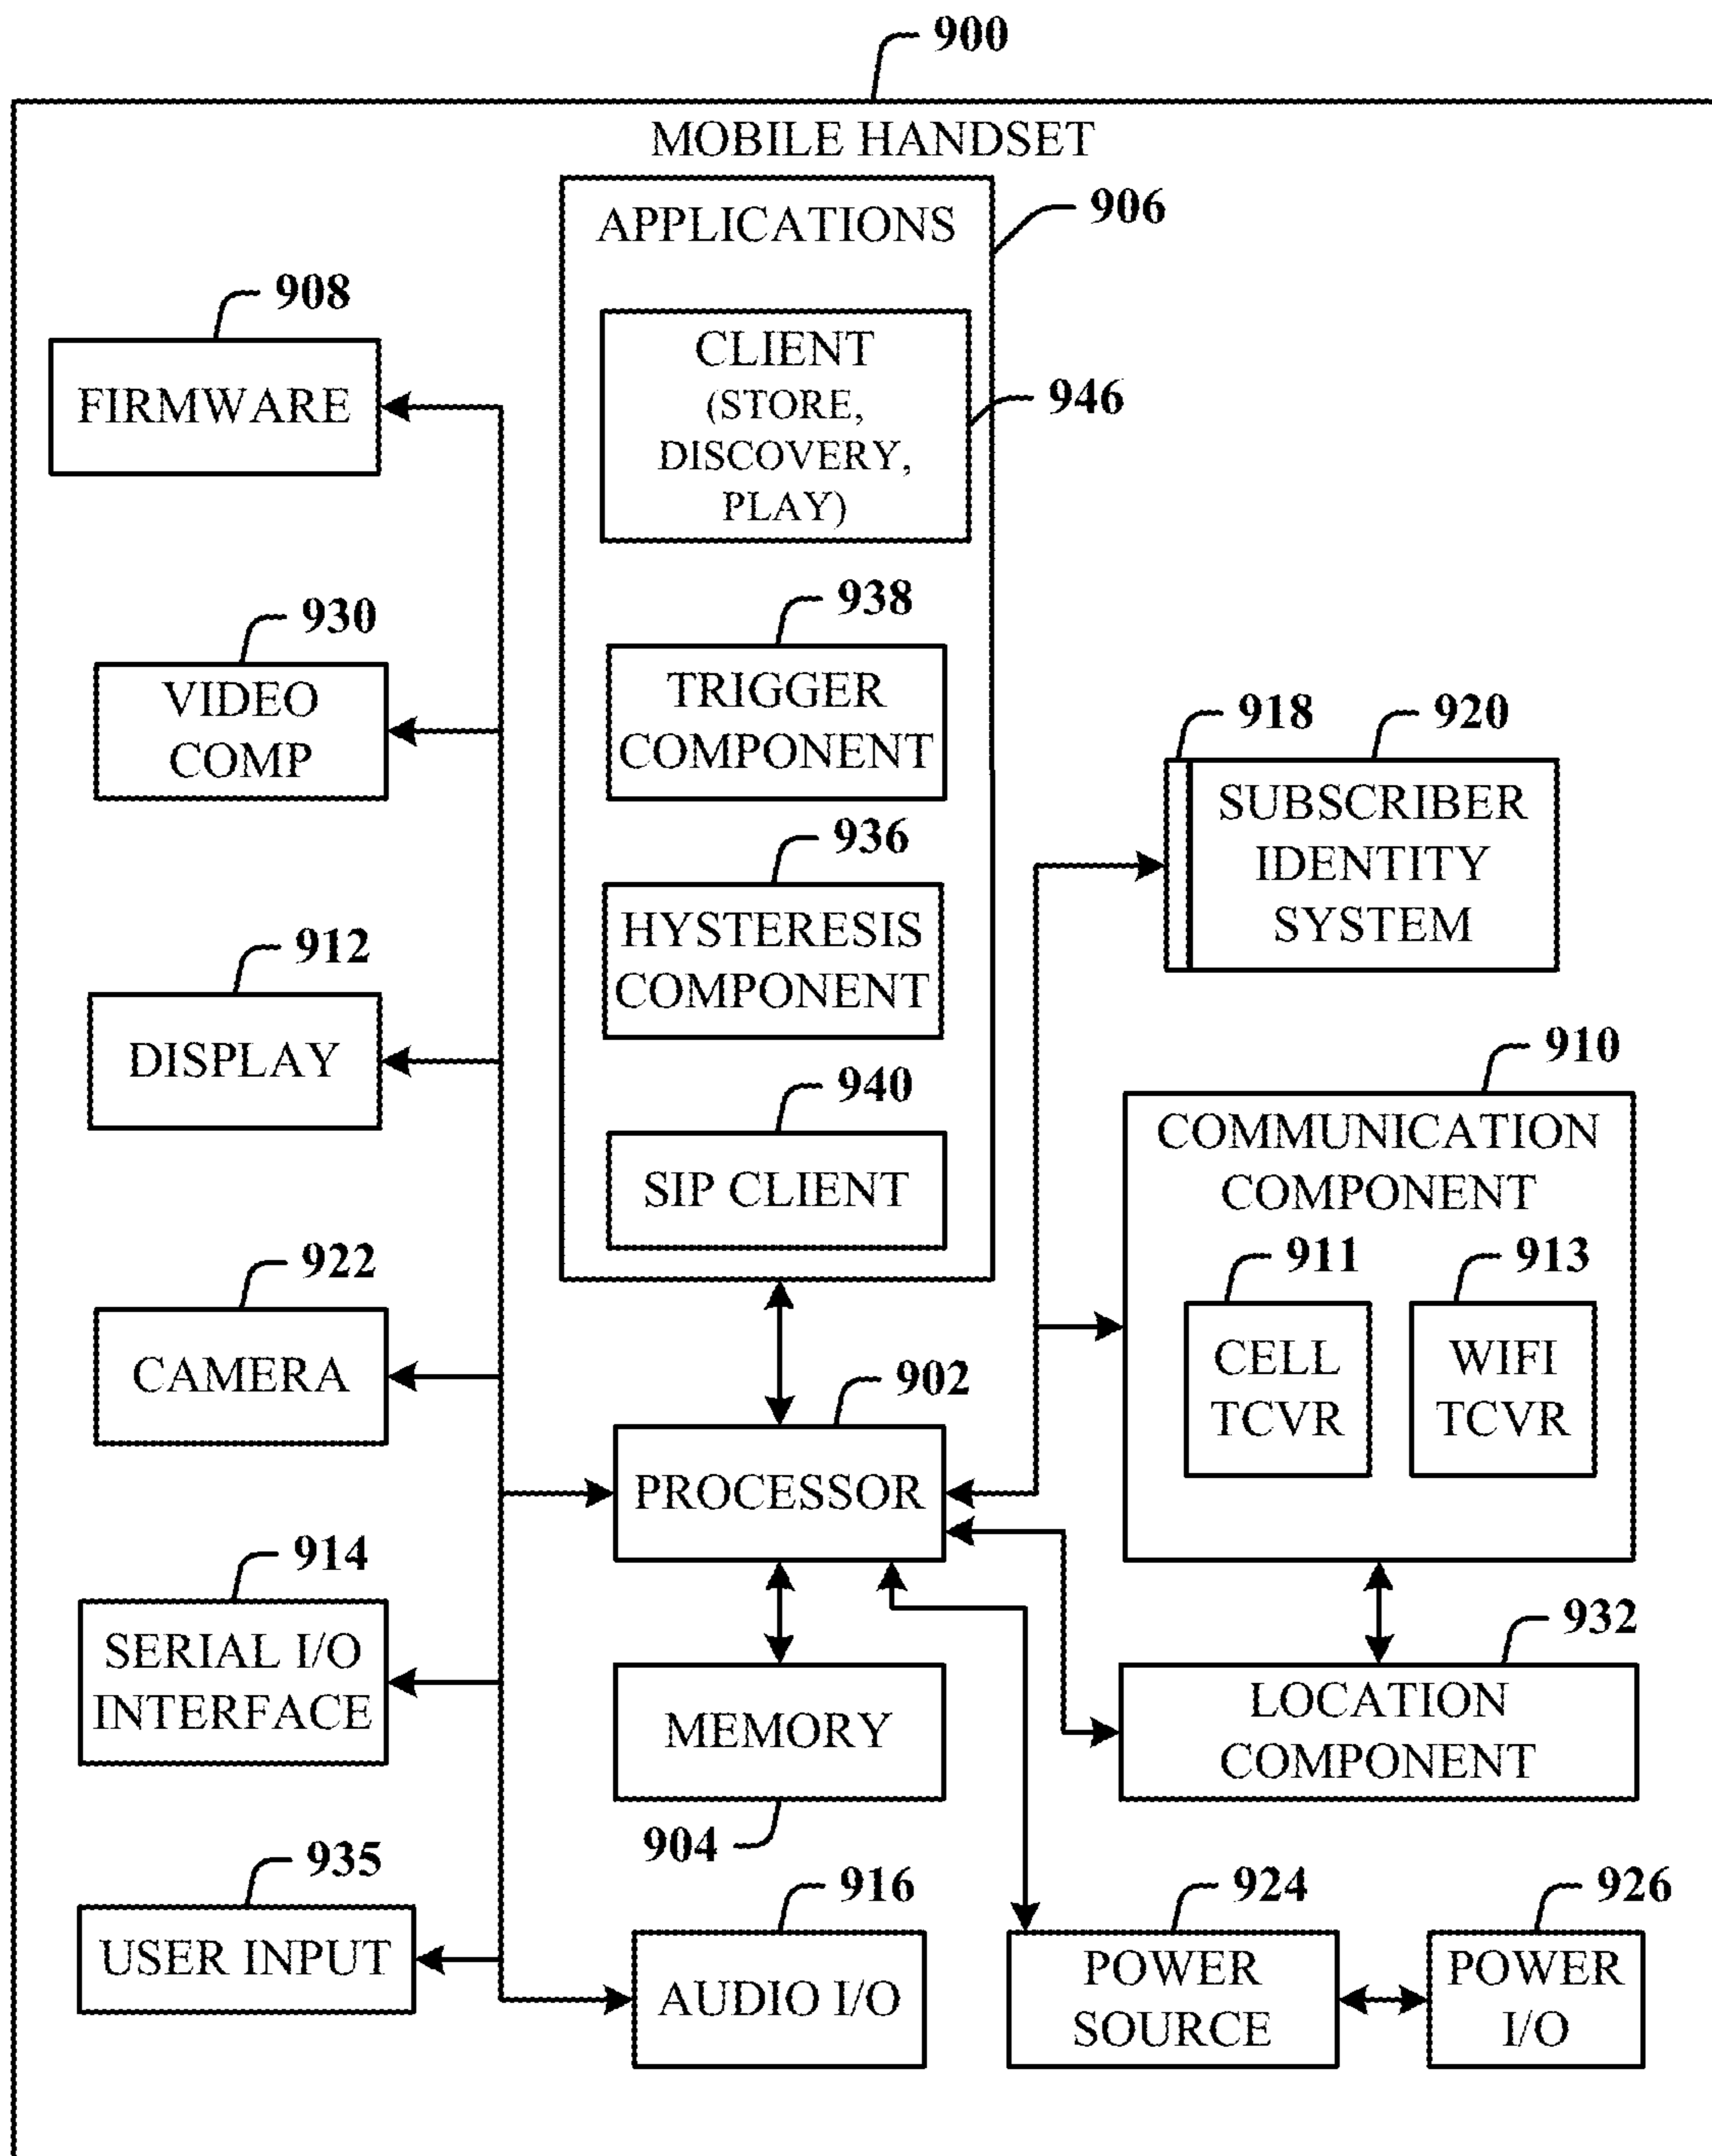 900
MOBILE HANDSET
906
APPLICATIONS
946
CLIENT
(STORE,
DISCOVERY,
PLAY)
908
FIRMWARE
938
TRIGGER
COMPONENT
930
VIDEO
COMP
936
HYSTERESIS
COMPONENT
918
920
SUBSCRIBER
IDENTITY
SYSTEM
912
DISPLAY
940
SIP CLIENT
910
COMMUNICATION
COMPONENT
911
CELL
TCVR
913
WIFI
TCVR
922
CAMERA
902
PROCESSOR
914
SERIAL I/O
INTERFACE
MEMORY
904
932
LOCATION
COMPONENT
935
USER INPUT
916
AUDIO I/O
924
POWER
SOURCE
926
POWER
I/O